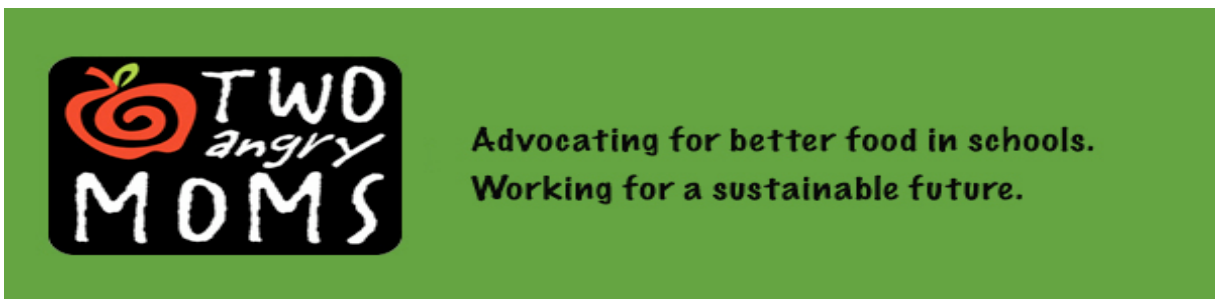 TWO
angry
MOMS
Advocating for better food in schools.
Working for a sustainable future.